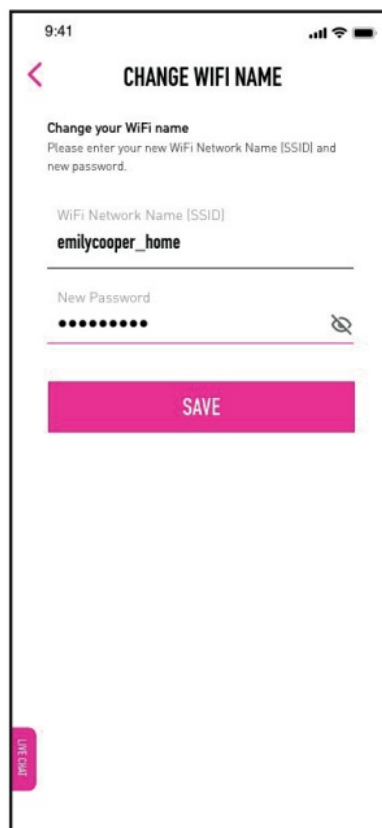 9:41
CHANGE WIFI NAME
Change your WiFi name
Please enter your new WiFi Network Name (SSID) and
new password.
WiFi Network Name (SSID)
emilycooper_home
New Password
•••••••••
SAVE
LIVE CHAT